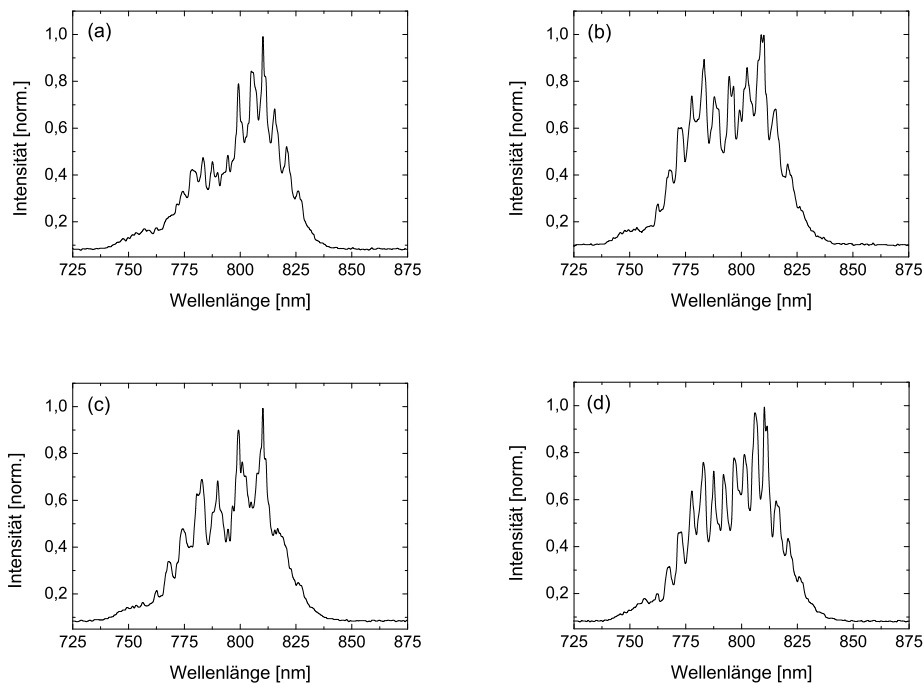 (a)
Intensität [norm.]
1,0
0,8
0,6
0,4
0,2
725 750 775 800 825 850 875
Wellenlänge [nm]
(b)
Intensität [norm.]
1,0
0,8
0,6
0,4
0,2
725 750 775 800 825 850 875
Wellenlänge [nm]
(c)
Intensität [norm.]
1,0
0,8
0,6
0,4
0,2
725 750 775 800 825 850 875
Wellenlänge [nm]
(d)
Intensität [norm.]
1,0
0,8
0,6
0,4
0,2
725 750 775 800 825 850 875
Wellenlänge [nm]